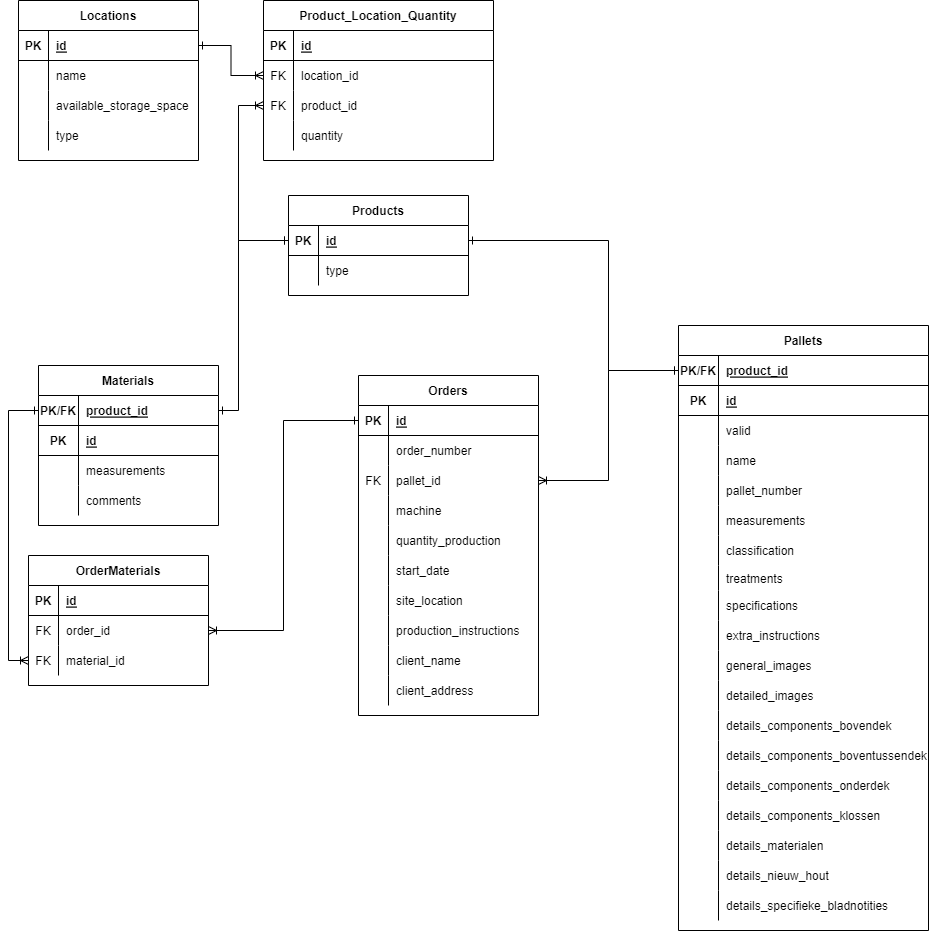 Locations
PK id
name
available_storage_space
type
Product_Location_Quantity
PK id
FK location_id
FK product_id
quantity
Products
PK id
type
Materials
PK/FK product_id
PK id
measurements
comments
Orders
PK id
order_number
FK pallet_id
machine
quantity_production
start_date
site_location
production_instructions
client_name
client_address
OrderMaterials
PK id
FK order_id
FK material_id
Pallets
PK/FK product_id
PK id
valid
name
pallet_number
measurements
classification
treatments
specifications
extra_instructions
general_images
detailed_images
details_components_bovendek
details_components_boventussendek
details_components_onderdek
details_components_klossen
details_materialen
details_nieuw_hout
details_specifieke_bladnotities